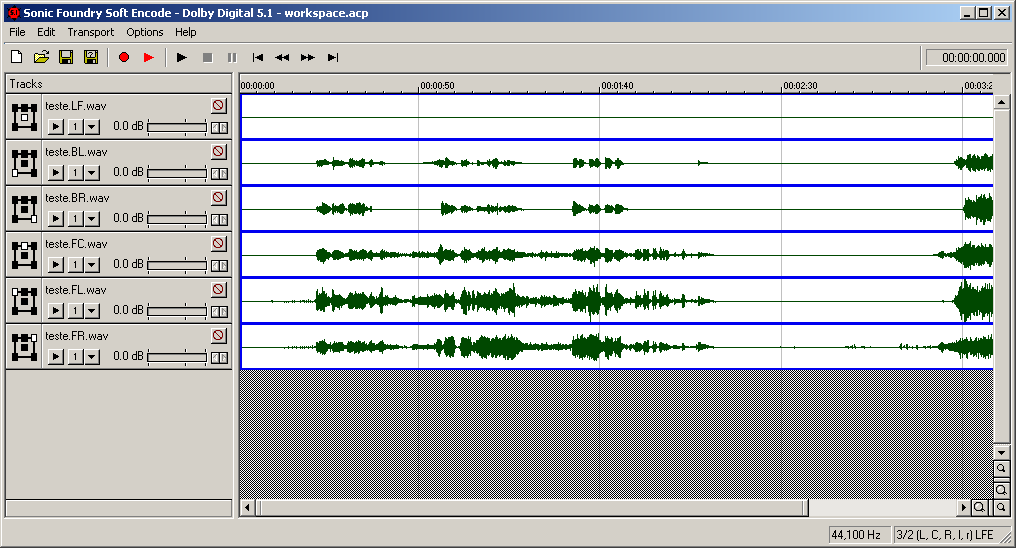 Sonic Foundry Soft Encode - Dolby Digital 5.1 - workspace.acp
File Edit Transport Options Help
00:00:00.000
Tracks
00:00:00 00:00:50 00:01:40 00:02:30 00:03:2
teste.LF.wav
1 0.0 dB
teste.BL.wav
1 0.0 dB
teste.BR.wav
1 0.0 dB
teste.FC.wav
1 0.0 dB
teste.FL.wav
1 0.0 dB
teste.FR.wav
1 0.0 dB
44,100 Hz 3/2 (L, C, R, l, r) LFE